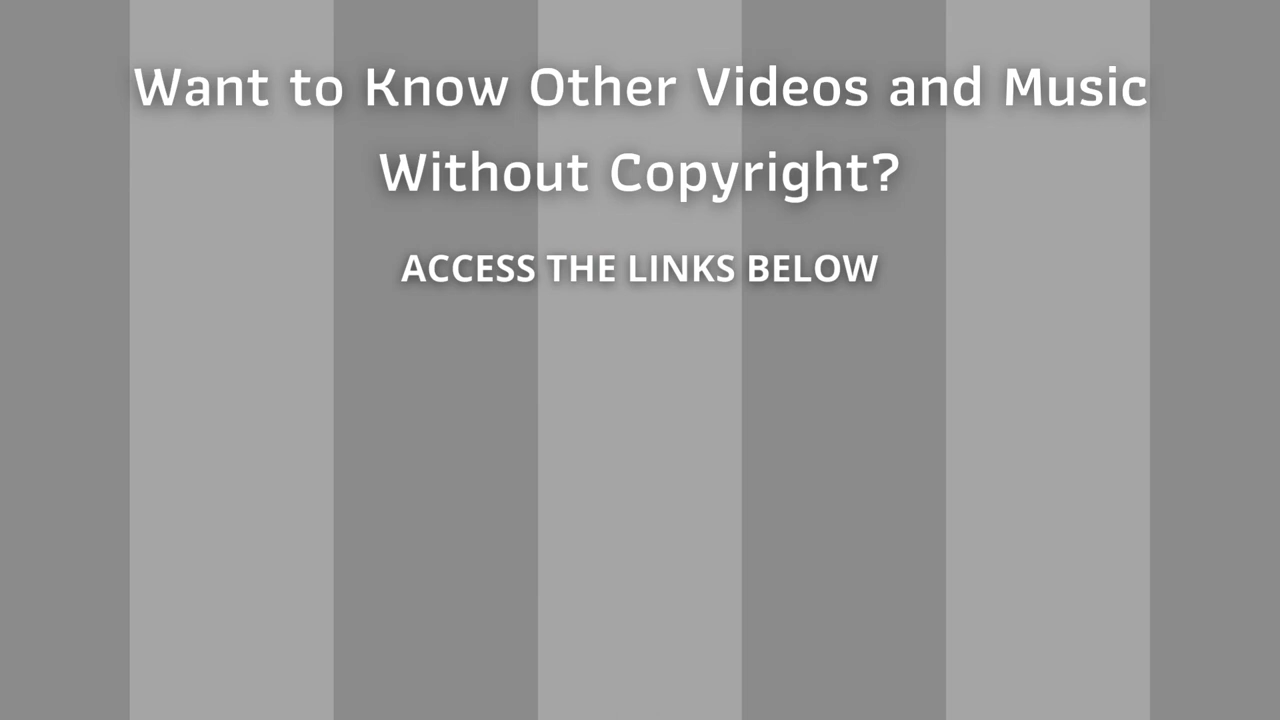 Want to Know Other Videos and Music
Without Copyright?
ACCESS THE LINKS BELOW